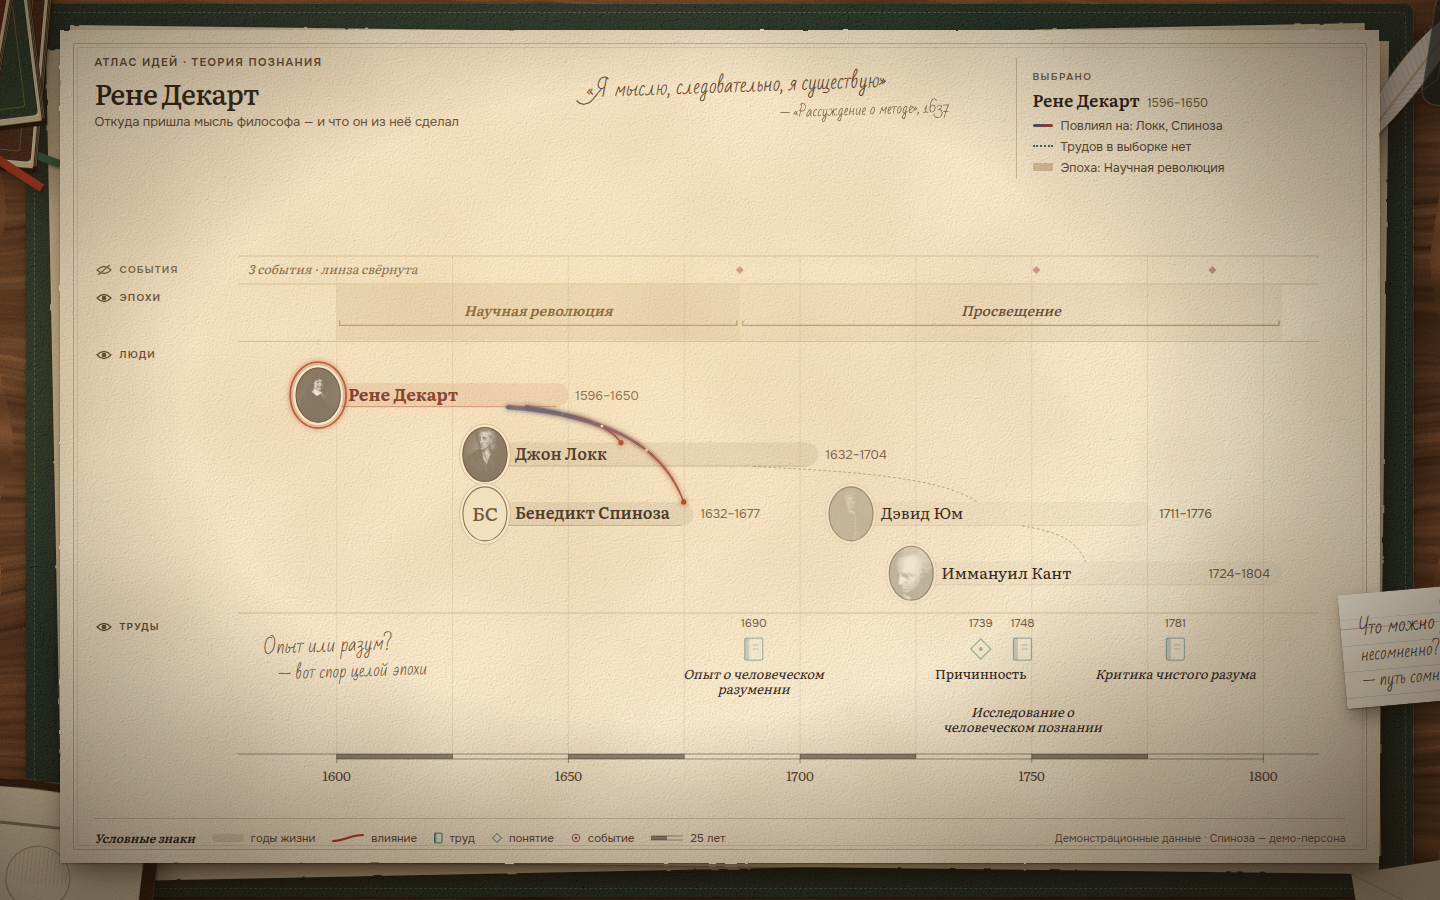 АТЛАС ИДЕЙ · ТЕОРИЯ ПОЗНАНИЯ
Рене Декарт
Откуда пришла мысль философа – и что он из неё сделал
«Я мыслю, следовательно, я существую»
— «Рассуждение о методе», 1637
ВЫБРАНО
Рене Декарт 1596–1650
Повлиял на: Локк, Спиноза
Трудов в выборке нет
Эпоха: Научная революция
СОБЫТИЯ
3 события · линза свёрнута
ЭПОХИ
Научная революция
Просвещение
ЛЮДИ
Рене Декарт
1596–1650
Джон Локк
1632–1704
БС
Бенедикт Спиноза
1632–1677
Дэвид Юм
1711–1776
Иммануил Кант
1724–1804
ТРУДЫ
Опыт или разум?
— вот спор целой эпохи
1690
Опыт о человеческом
разумении
1739
Причинность
1748
Исследование о
человеческом познании
1781
Критика чистого разума
Что можно
несомненно?
— путь сомн
1600
1650
1700
1750
1800
Условные знаки
годы жизни
влияние
труд
понятие
событие
25 лет
Демонстрационные данные · Спиноза — демо-персона